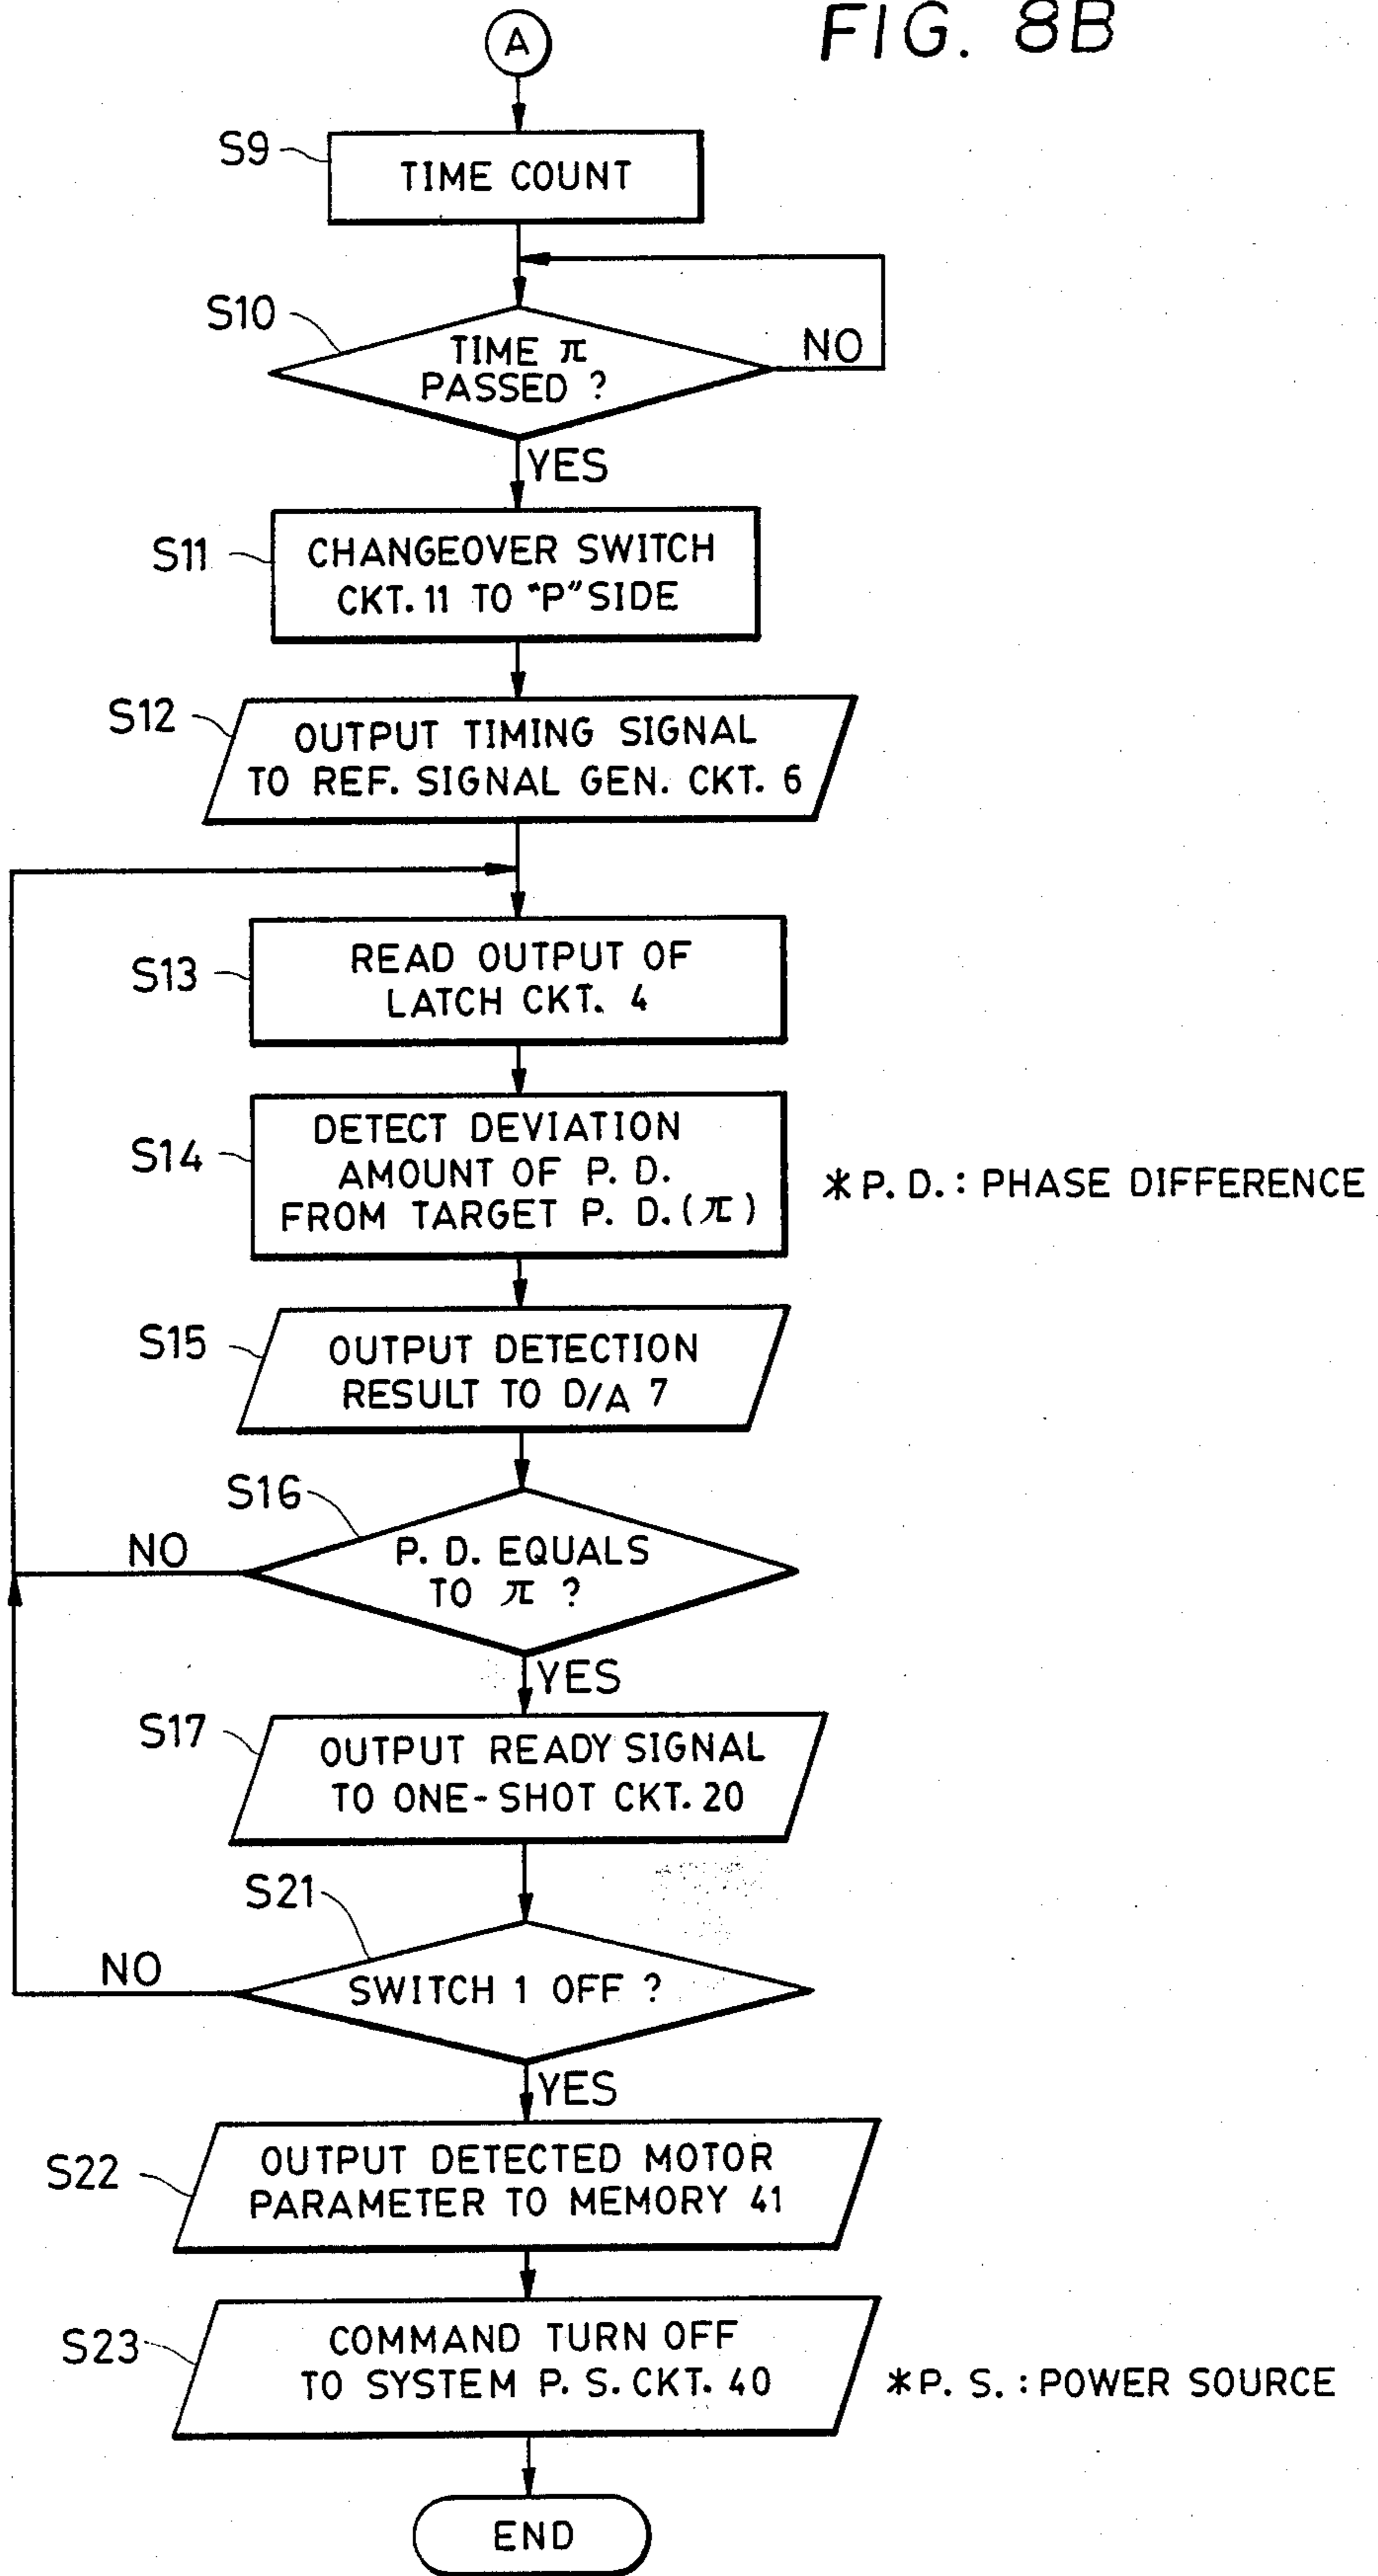 FIG. 8B
A
S9
TIME COUNT
S10
TIME π
PASSED ?
NO
YES
S11
CHANGEOVER SWITCH
CKT. 11 TO "P" SIDE
S12
OUTPUT TIMING SIGNAL
TO REF. SIGNAL GEN. CKT. 6
S13
READ OUTPUT OF
LATCH CKT. 4
S14
DETECT DEVIATION
AMOUNT OF P. D.
FROM TARGET P. D. (π)
*P. D. : PHASE DIFFERENCE
S15
OUTPUT DETECTION
RESULT TO D/A 7
S16
NO
P. D. EQUALS
TO π ?
YES
S17
OUTPUT READY SIGNAL
TO ONE-SHOT CKT. 20
S21
NO
SWITCH 1 OFF ?
YES
S22
OUTPUT DETECTED MOTOR
PARAMETER TO MEMORY 41
S23
COMMAND TURN OFF
TO SYSTEM P. S. CKT. 40
*P. S. : POWER SOURCE
END